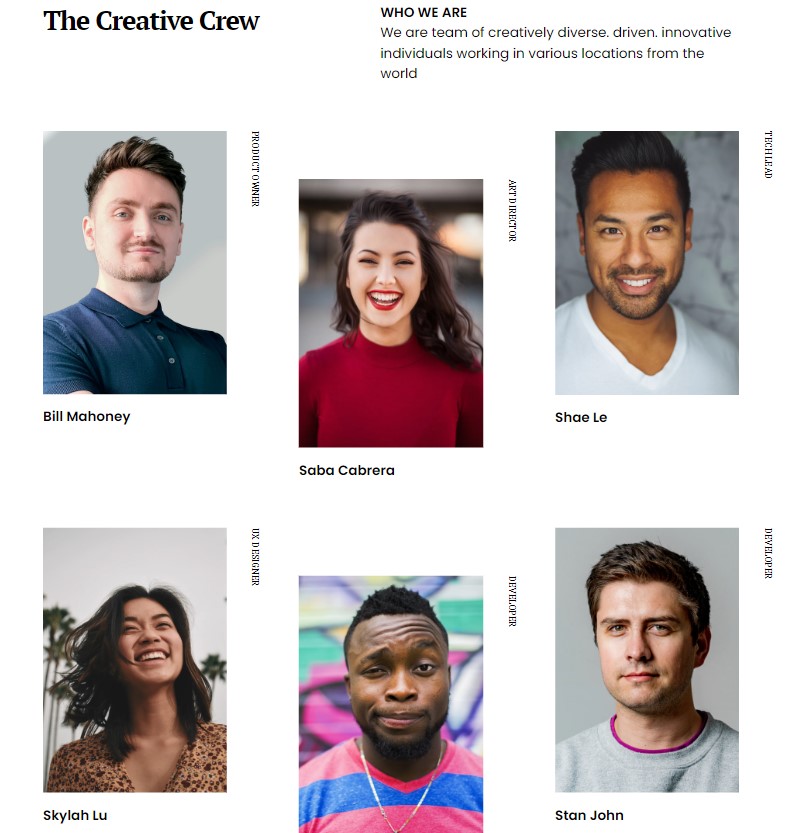 The Creative Crew
WHO WE ARE
We are team of creatively diverse. driven. innovative
individuals working in various locations from the
world
PRODUCT OWNER
Bill Mahoney
ART DIRECTOR
Saba Cabrera
TECH LEAD
Shae Le
UX DESIGNER
Skylah Lu
DEVELOPER
DEVELOPER
Stan John